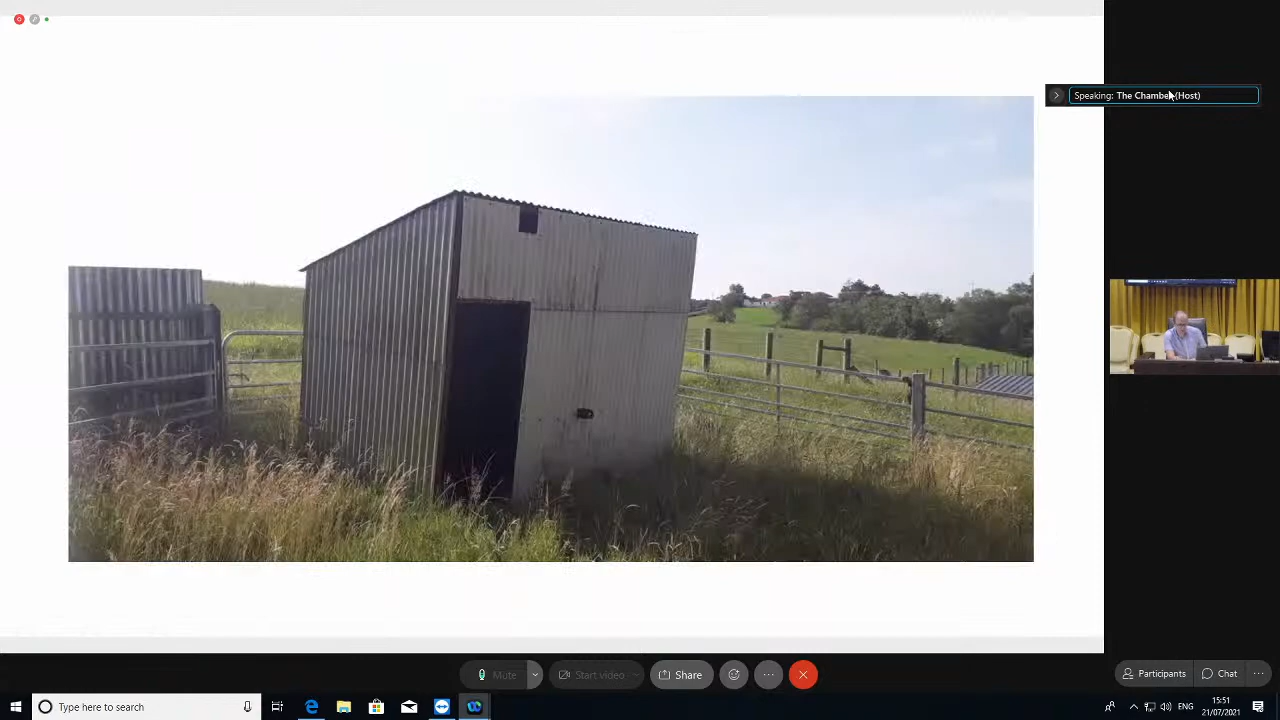 Speaking: The Chamber (Host)
Mute
Start video
Share
Participants
Chat
Type here to search
ENG
15:51
21/07/2021